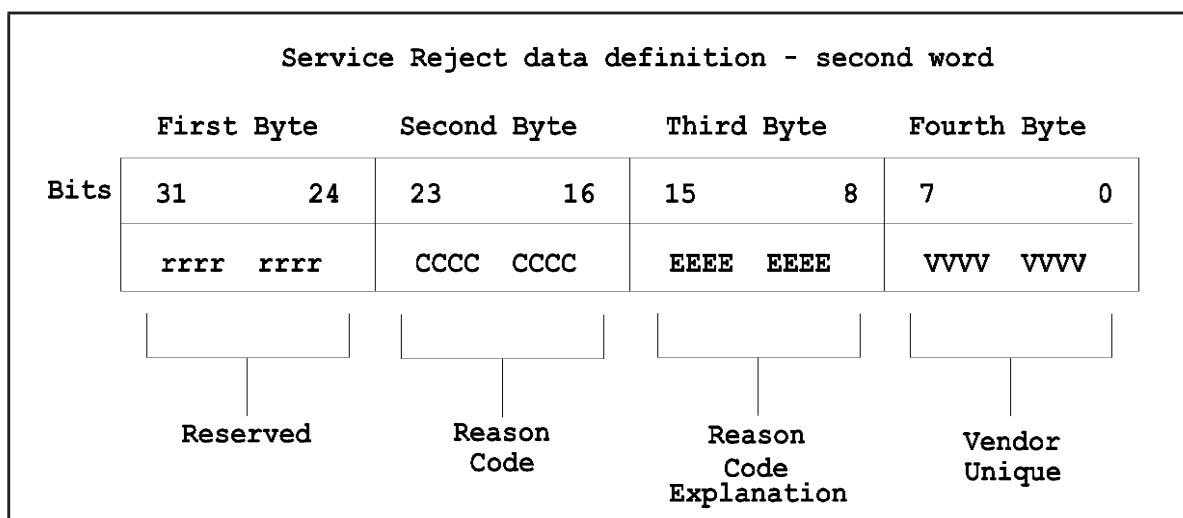 Service Reject data definition - second word
First Byte Second Byte Third Byte Fourth Byte
Bits 31 24 23 16 15 8 7 0
rrrr rrrr CCCC CCCC EEEE EEEE VVVV VVVV
Reserved Reason Reason Vendor
Code Code Unique
Explanation